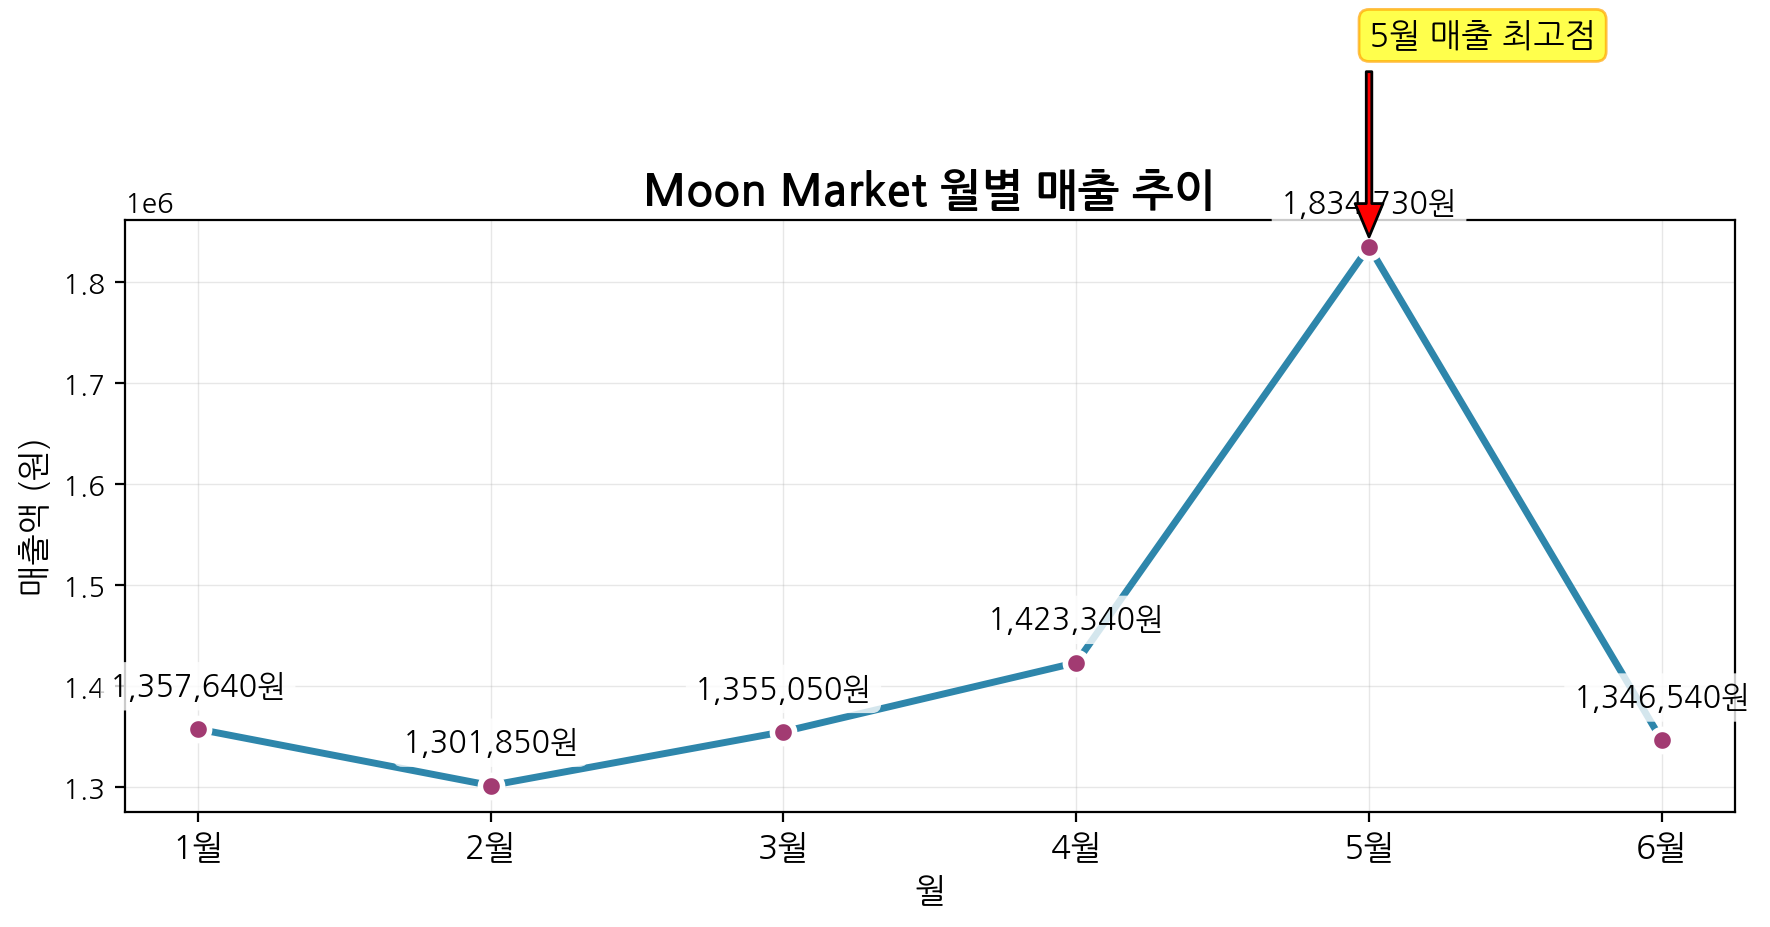 5월 매출 최고점
Moon Market 월별 매출 추이
1e6
1,834,730원
1.8
1.7
1.6
1.5
1.4
1.3
매출액 (원)
1,357,640원
1,301,850원
1,355,050원
1,423,340원
1,346,540원
1월 2월 3월 4월 5월 6월
월